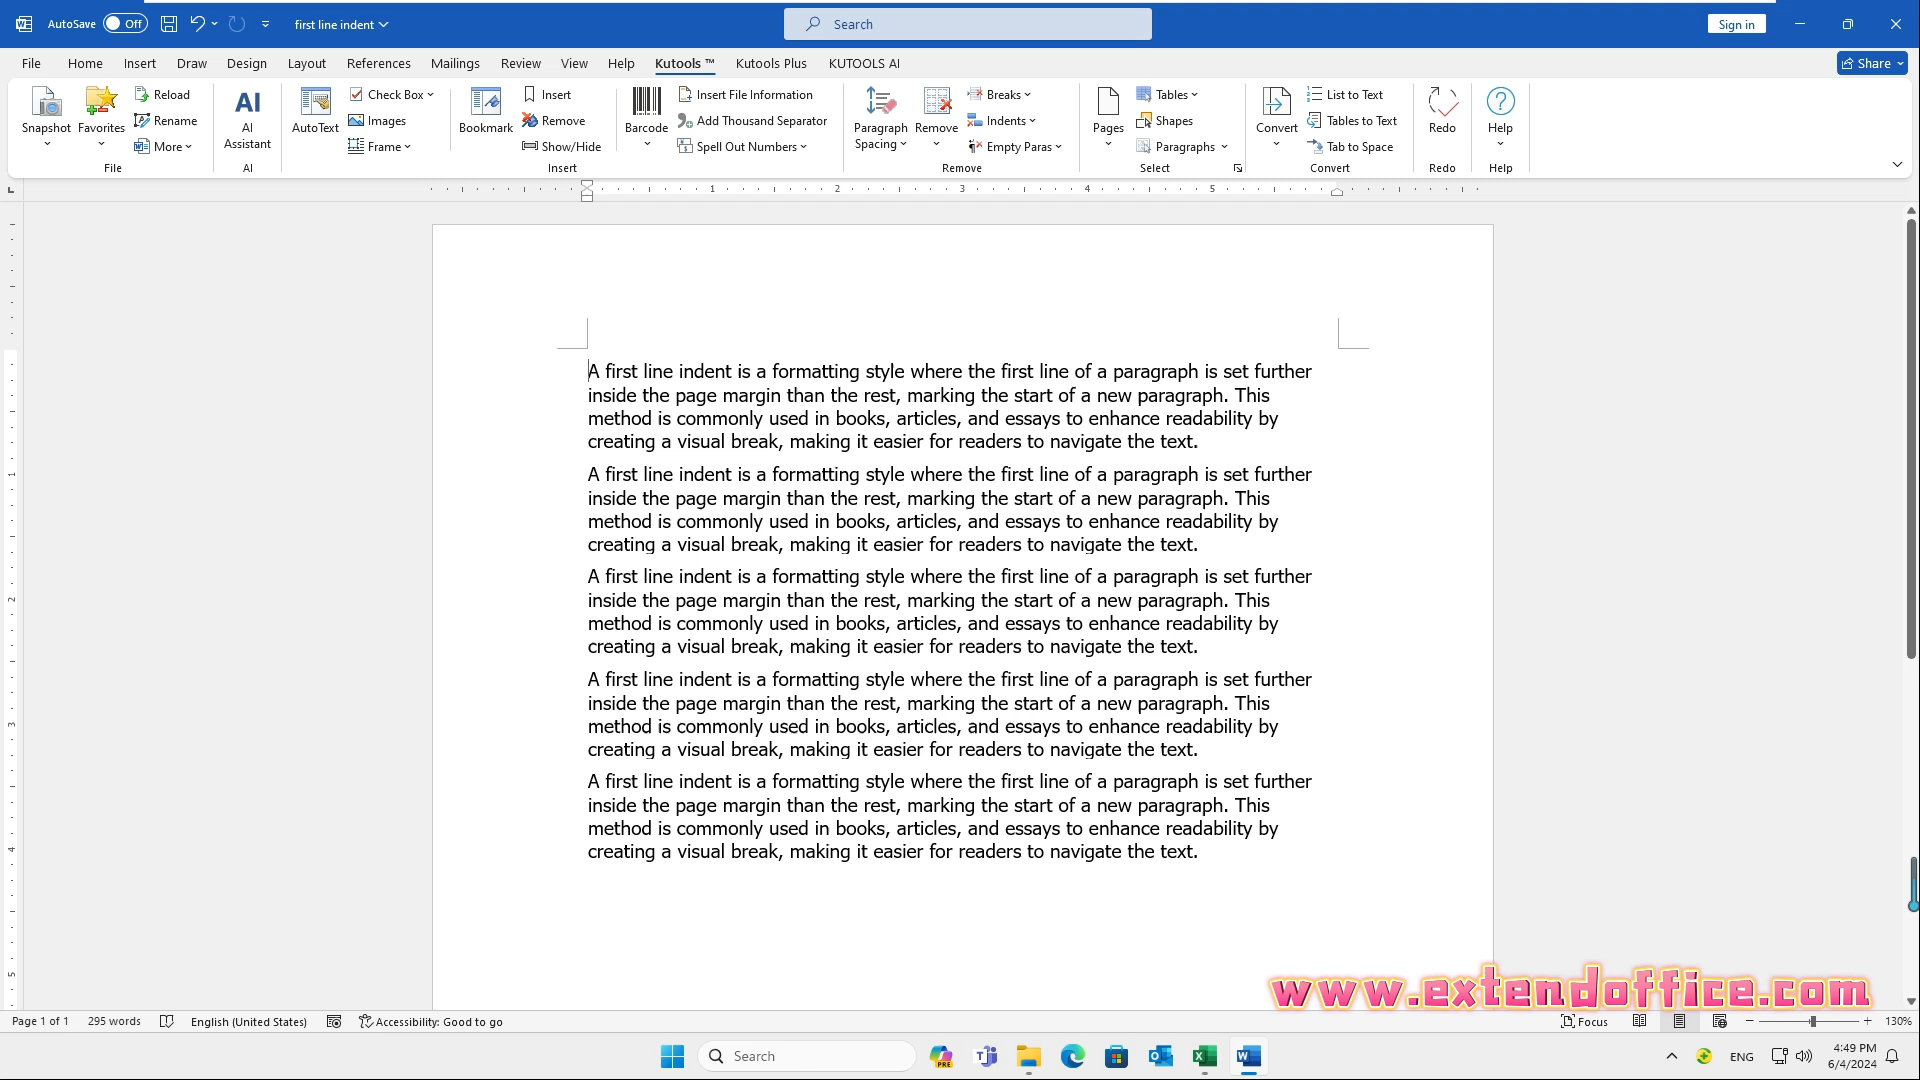 AutoSave Off first line indent Search Sign in
File Home Insert Draw Design Layout References Mailings Review View Help Kutools ™ Kutools Plus KUTOOLS AI Share
Snapshot Favorites Reload Rename More File
AI AI Assistant AI
AutoText Check Box Images Frame Bookmark Insert Remove Show/Hide Barcode Insert File Information Add Thousand Separator Spell Out Numbers Insert
Paragraph Spacing Remove Breaks Indents Empty Paras Remove
Pages Tables Shapes Paragraphs Select
Convert List to Text Tables to Text Tab to Space Convert
Redo Redo
Help Help
1 2 3 4 5
A first line indent is a formatting style where the first line of a paragraph is set further
inside the page margin than the rest, marking the start of a new paragraph. This
method is commonly used in books, articles, and essays to enhance readability by
creating a visual break, making it easier for readers to navigate the text.
A first line indent is a formatting style where the first line of a paragraph is set further
inside the page margin than the rest, marking the start of a new paragraph. This
method is commonly used in books, articles, and essays to enhance readability by
creating a visual break, making it easier for readers to navigate the text.
A first line indent is a formatting style where the first line of a paragraph is set further
inside the page margin than the rest, marking the start of a new paragraph. This
method is commonly used in books, articles, and essays to enhance readability by
creating a visual break, making it easier for readers to navigate the text.
A first line indent is a formatting style where the first line of a paragraph is set further
inside the page margin than the rest, marking the start of a new paragraph. This
method is commonly used in books, articles, and essays to enhance readability by
creating a visual break, making it easier for readers to navigate the text.
A first line indent is a formatting style where the first line of a paragraph is set further
inside the page margin than the rest, marking the start of a new paragraph. This
method is commonly used in books, articles, and essays to enhance readability by
creating a visual break, making it easier for readers to navigate the text.
1
2
3
4
5
www.extendoffice.com
Page 1 of 1 295 words English (United States) Accessibility: Good to go Focus 130%
Search PRE ENG 4:49 PM
6/4/2024